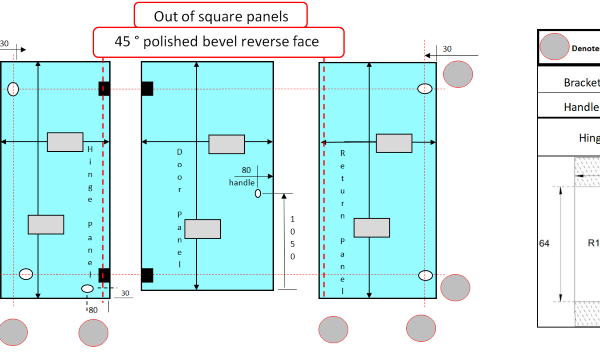 Out of square panels
45 ° polished bevel reverse face
30
30
Denotes
Bracket
Handle
Hing
Hinge Panel
Door Panel
Return Panel
80
handle
1050
64
R1
30
80